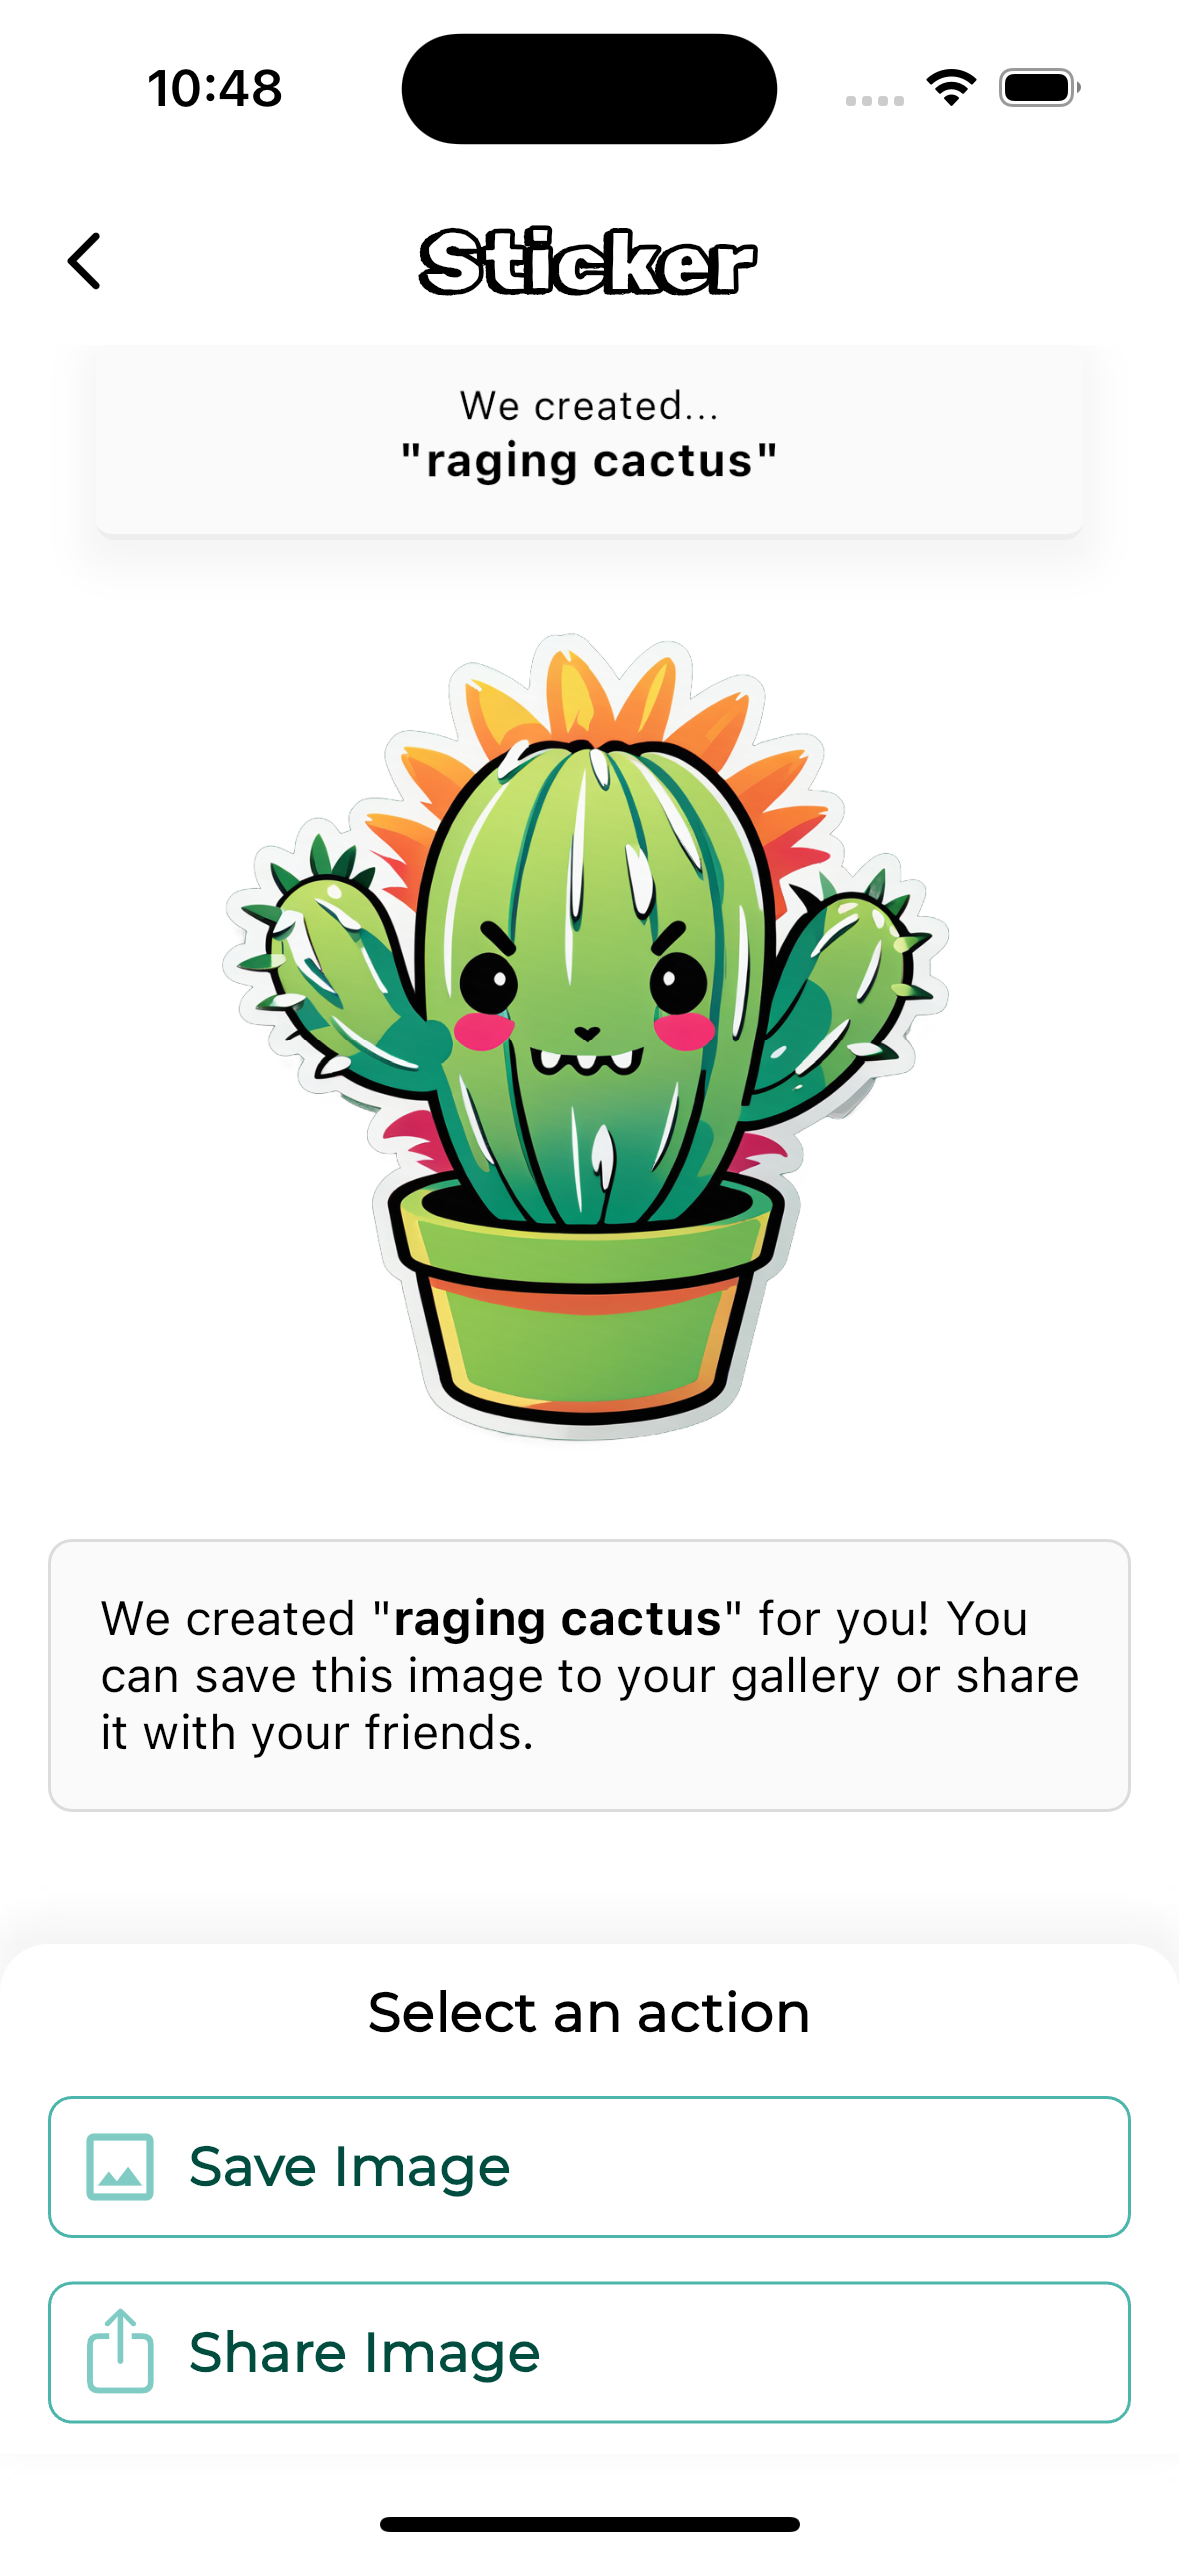 10:48
Sticker
We created...
"raging cactus"
We created "raging cactus" for you! You
can save this image to your gallery or share
it with your friends.
Select an action
Save Image
Share Image